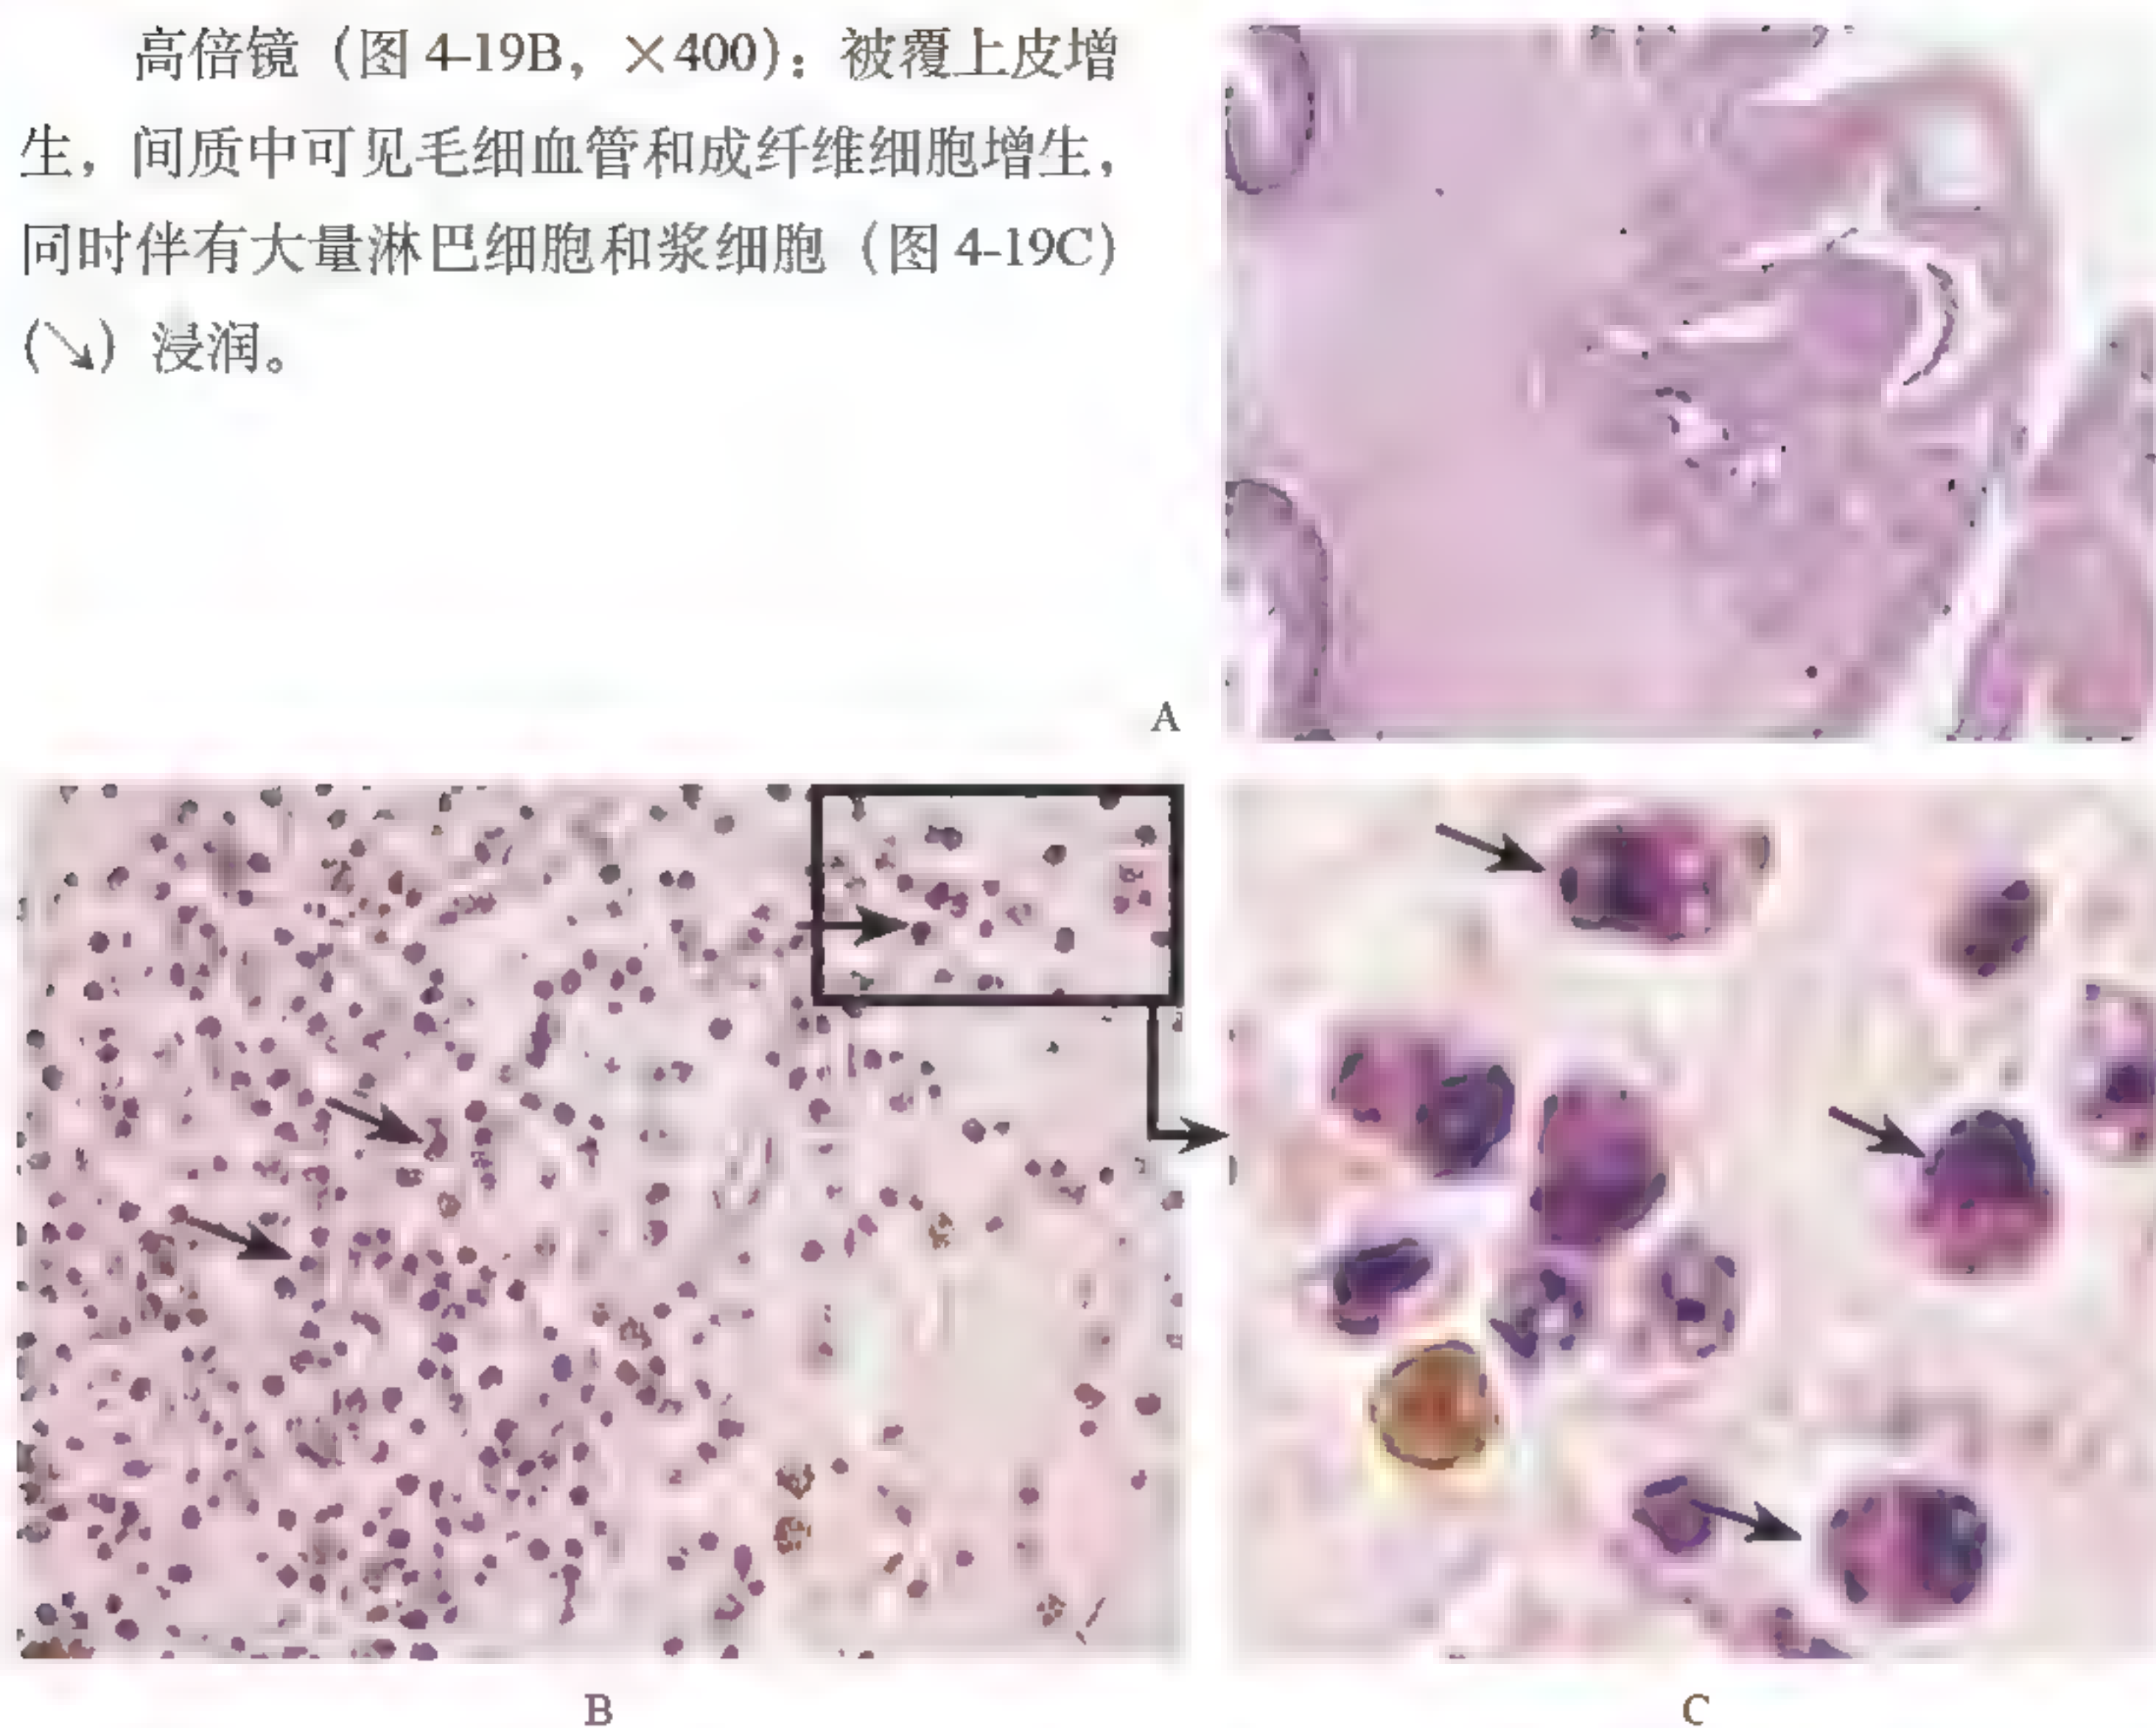 高倍镜（图 4-19B，×400）：被覆上皮增
生，间质中可见毛细血管和成纤维细胞增生，
同时伴有大量淋巴细胞和浆细胞（图 4-19C）
（↘）浸润。
A
B
C